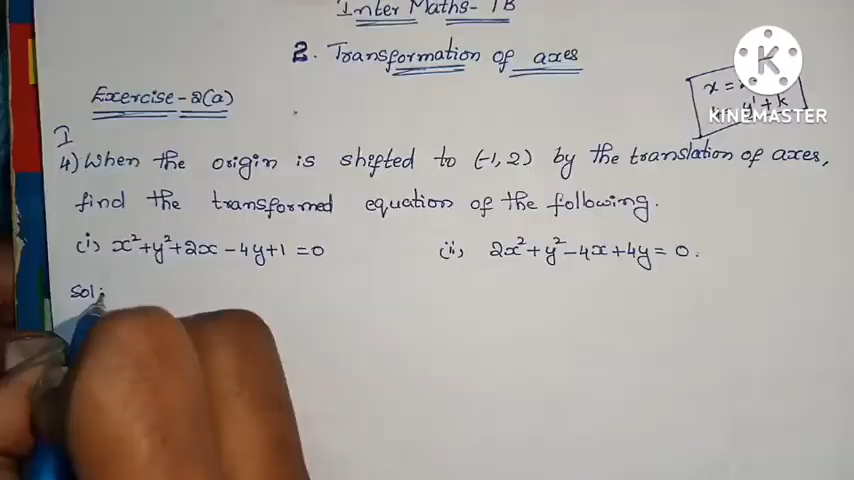 Inter Maths- IB
2. Transformation of axes
Exercise-2(a)
x =
y' + k
K
KINEMASTER
I
4) When the origin is shifted to (-1, 2) by the translation of axes,
find the transformed equation of the following.
(i) x²+y²+2x-4y+1=0 (ii) 2x²+y²-4x+4y=0.
Sol: